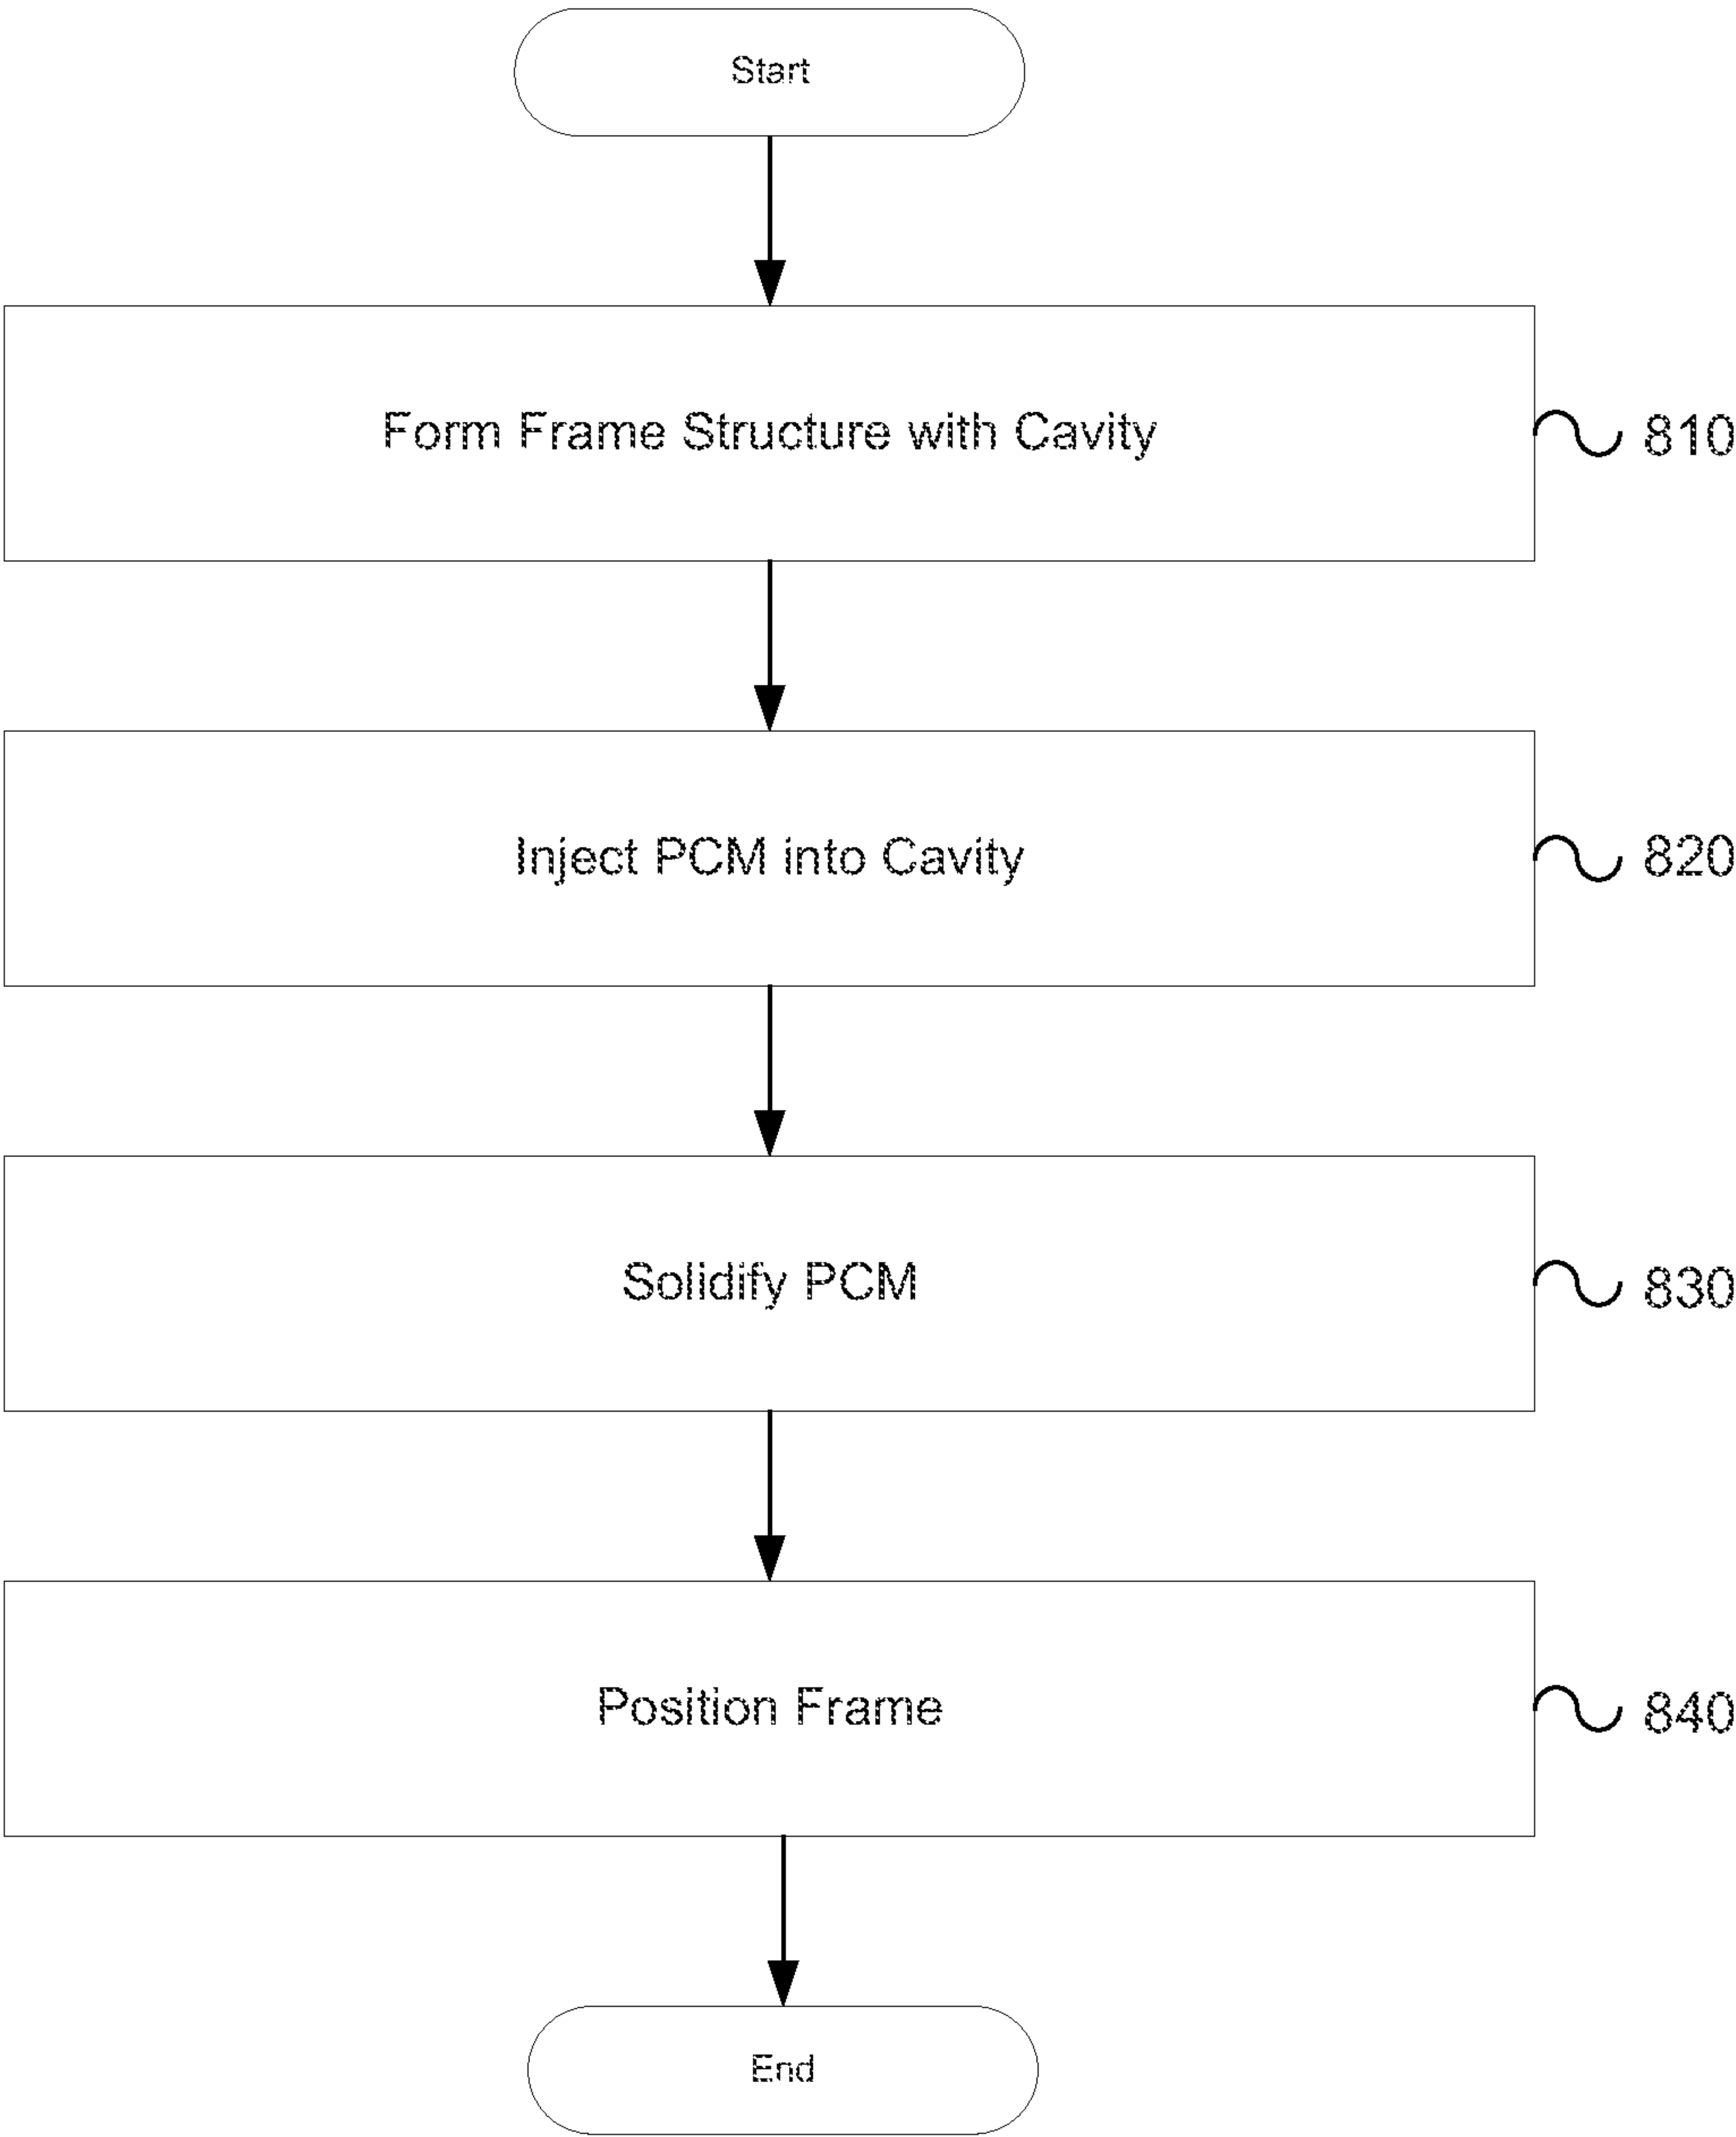 Start
Form Frame Structure with Cavity
810
Inject PCM into Cavity
820
Solidify PCM
830
Position Frame
840
End